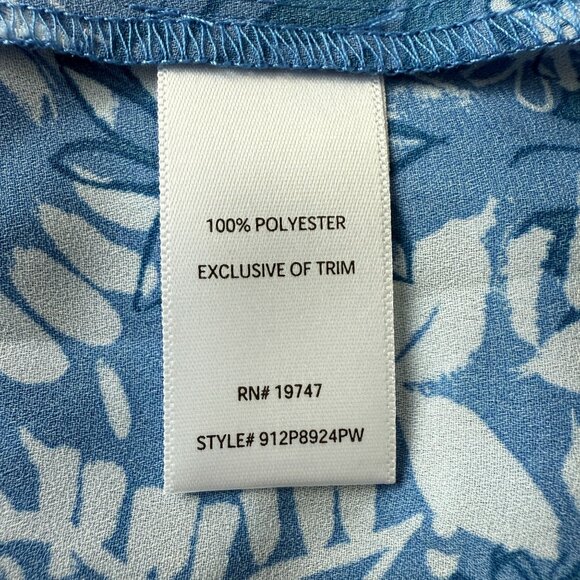 100% POLYESTER
EXCLUSIVE OF TRIM
RN# 19747
STYLE# 912P8924PW